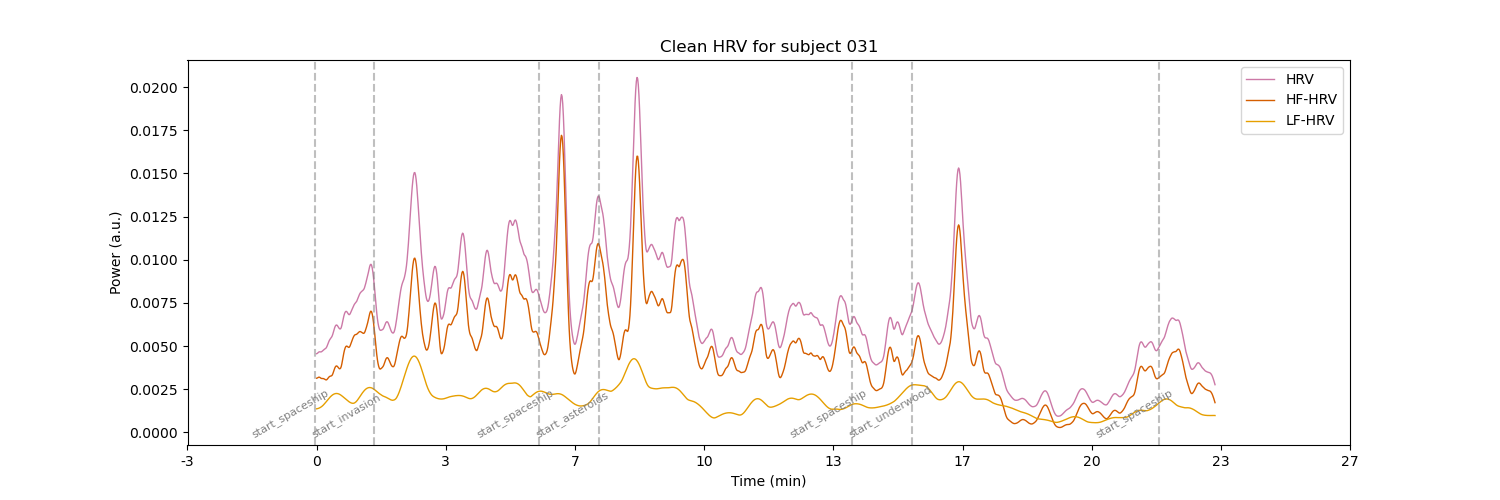 Clean HRV for subject 031
HRV
HF-HRV
LF-HRV
Power (a.u.)
0.0200
0.0175
0.0150
0.0125
0.0100
0.0075
0.0050
0.0025
0.0000
start_spaceship
start_invasion
start_spaceship
start_asteroids
start_spaceship
start_underwood
start_spaceship
-3
0
3
7
10
13
17
20
23
27
Time (min)